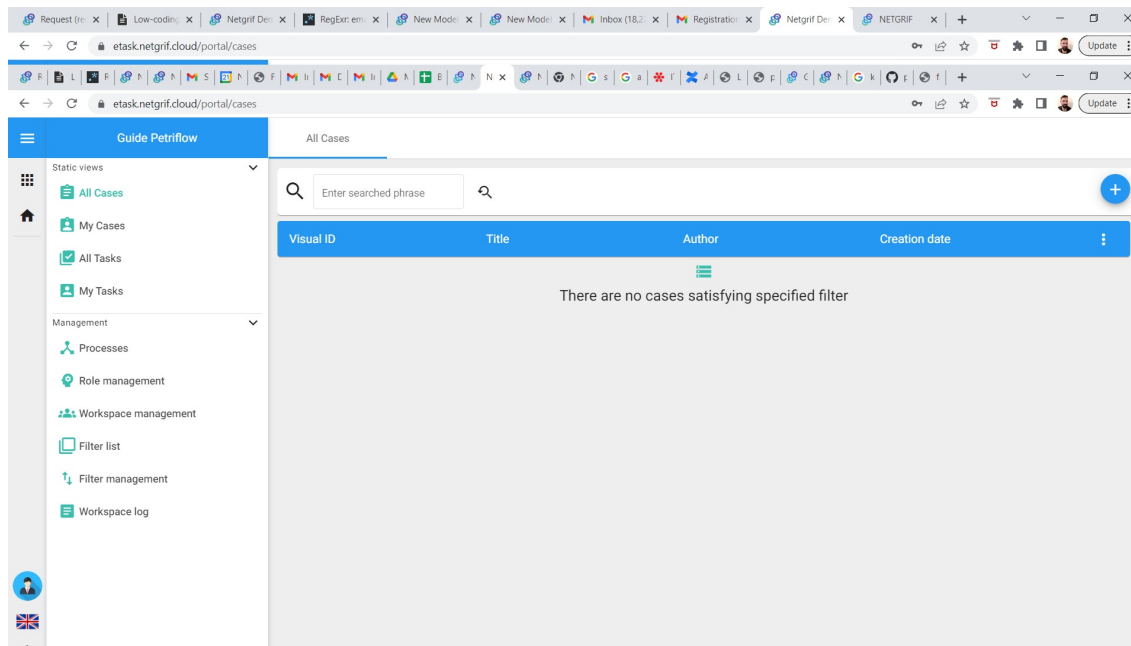 Request (re: Low-coding Netgrif Den RegExr: em New Model New Model Inbox (18,2 Registration Netgrif Den NETGRIF
etask.netgrif.cloud/portal/cases Update
etask.netgrif.cloud/portal/cases Update
Guide Petriflow All Cases
Static views
All Cases
Enter searched phrase
My Cases
Visual ID Title Author Creation date
All Tasks
There are no cases satisfying specified filter
My Tasks
Management
Processes
Role management
Workspace management
Filter list
Filter management
Workspace log